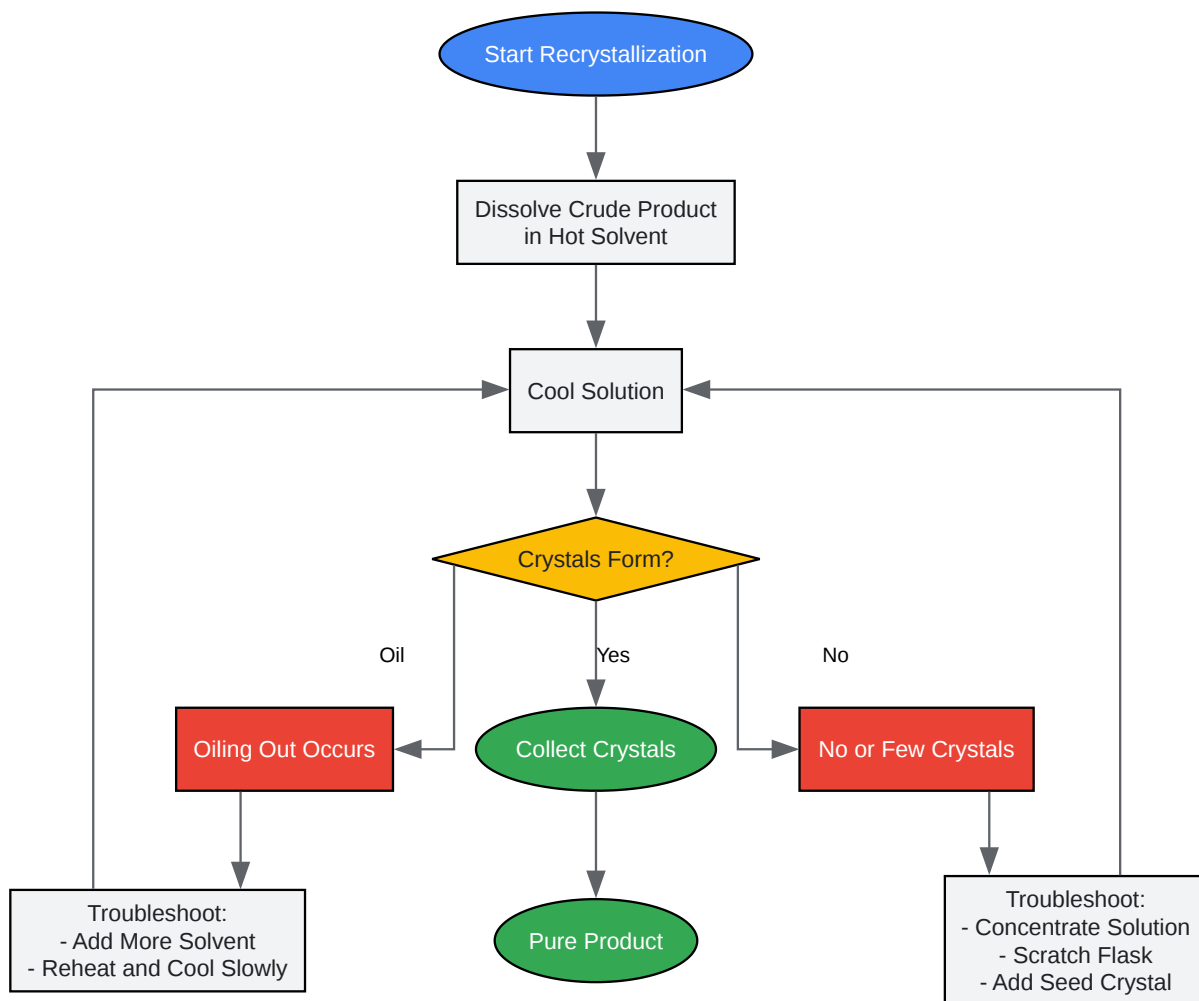 Start Recrystallization
Dissolve Crude Product
in Hot Solvent
Cool Solution
Crystals Form?
Oil
Yes
No
Oiling Out Occurs
Collect Crystals
No or Few Crystals
Troubleshoot:
- Add More Solvent
- Reheat and Cool Slowly
Pure Product
Troubleshoot:
- Concentrate Solution
- Scratch Flask
- Add Seed Crystal